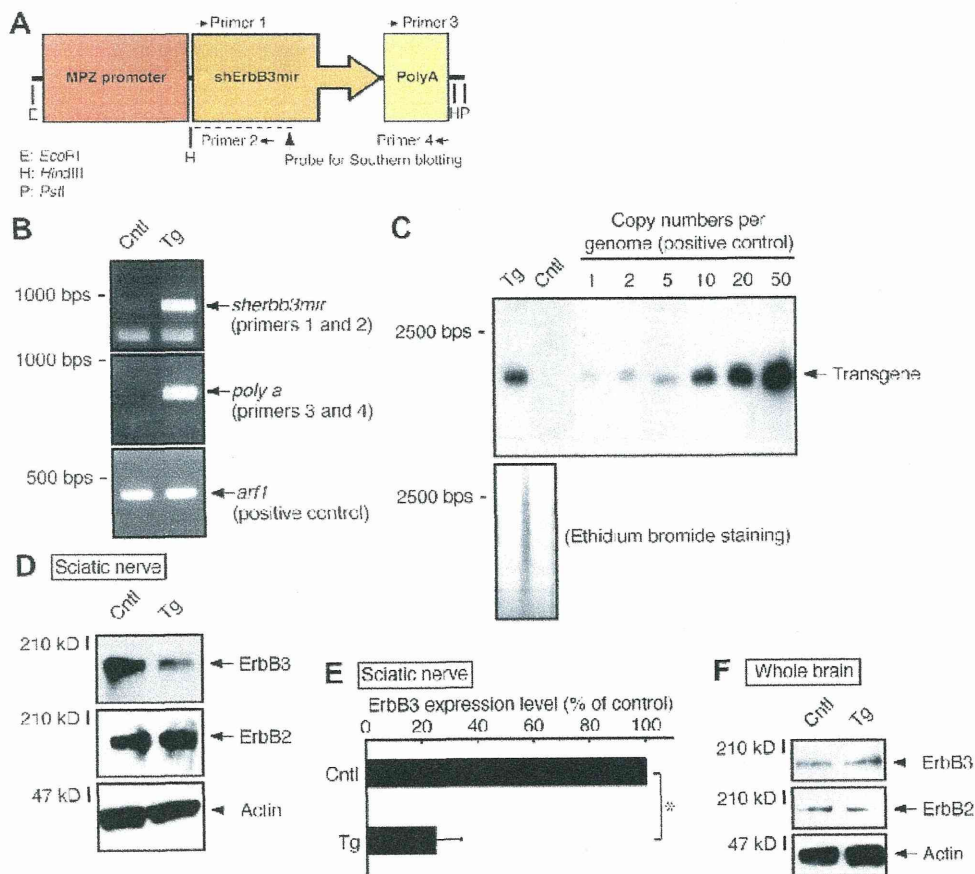 A
Primer 1
Primer 3
MPZ promoter
shErbB3mir
PolyA
E
H
HP
Primer 2
Primer 4
Probe for Southern blotting
E: EcoRI
H: HindIII
P: PstI
B
Cntl Tg
1000 bps -
sherbb3mir
(primers 1 and 2)
1000 bps -
poly a
(primers 3 and 4)
500 bps -
arf1
(positive control)
C
Copy numbers per
genome (positive control)
Tg Cntl 1 2 5 10 20 50
2500 bps -
Transgene
2500 bps -
(Ethidium bromide staining)
D Sciatic nerve
Cntl Tg
210 kD
ErbB3
210 kD
ErbB2
47 kD
Actin
E Sciatic nerve
ErbB3 expression level (% of control)
0 20 40 60 80 100
Cntl
*
Tg
F Whole brain
Cntl Tg
210 kD
ErbB3
210 kD
ErbB2
47 kD
Actin